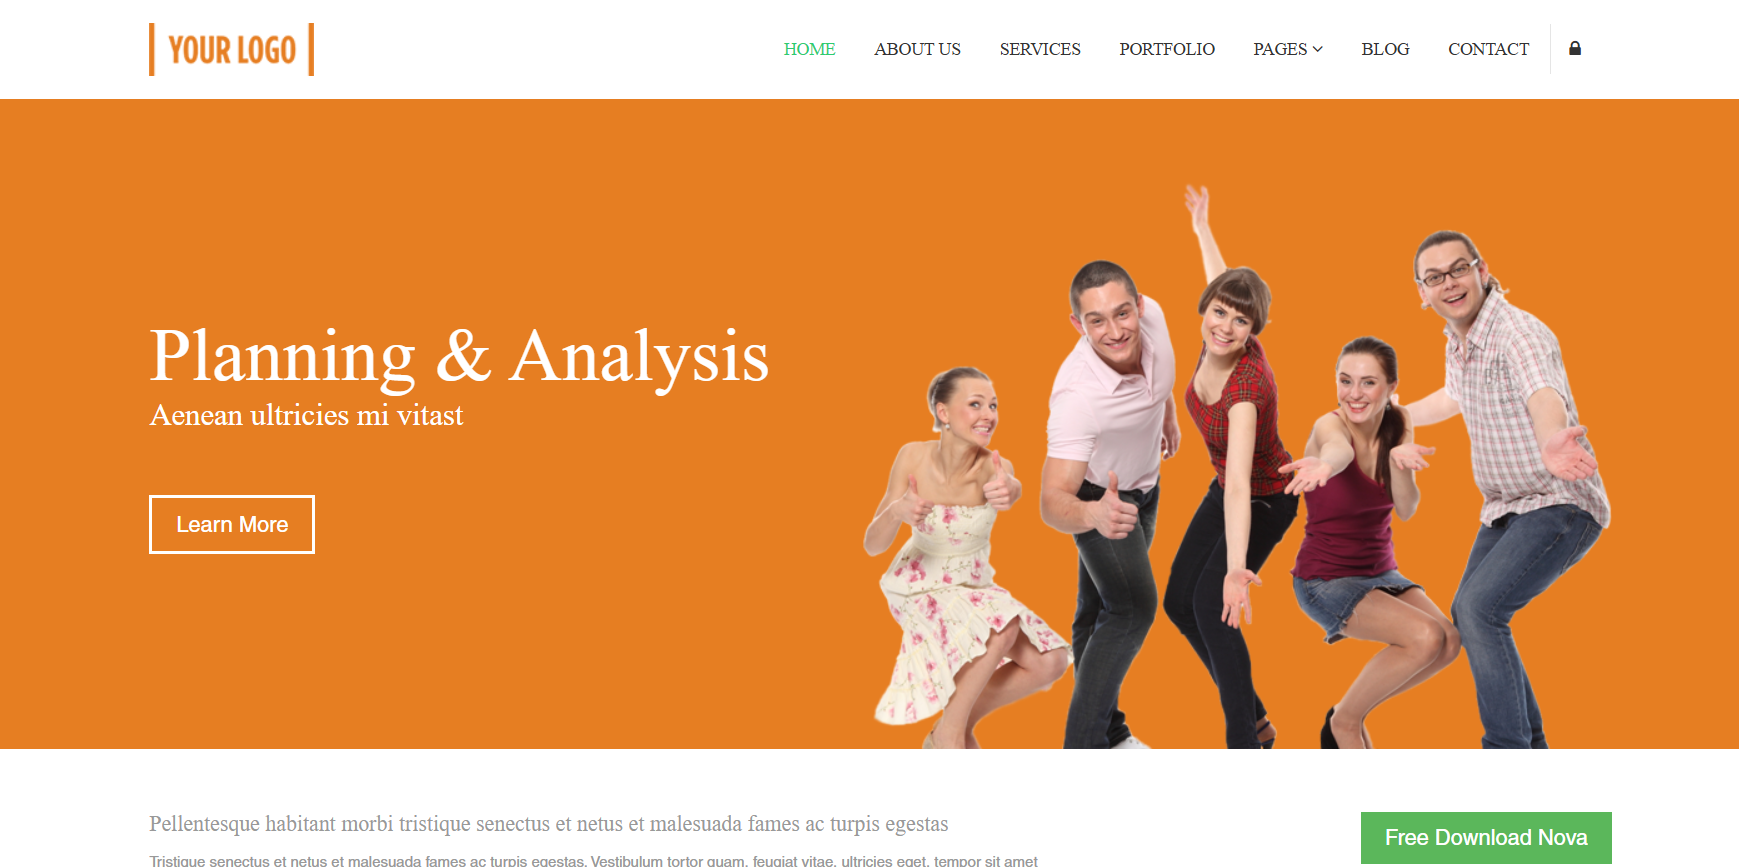 YOUR LOGO
HOME ABOUT US SERVICES PORTFOLIO PAGES BLOG CONTACT
Planning & Analysis
Aenean ultricies mi vitast
Learn More
Pellentesque habitant morbi tristique senectus et netus et malesuada fames ac turpis egestas
Free Download Nova
Tristique senectus et netus et malesuada fames ac turpis egestas. Vestibulum tortor quam, feugiat vitae, ultricies eget, tempor sit amet